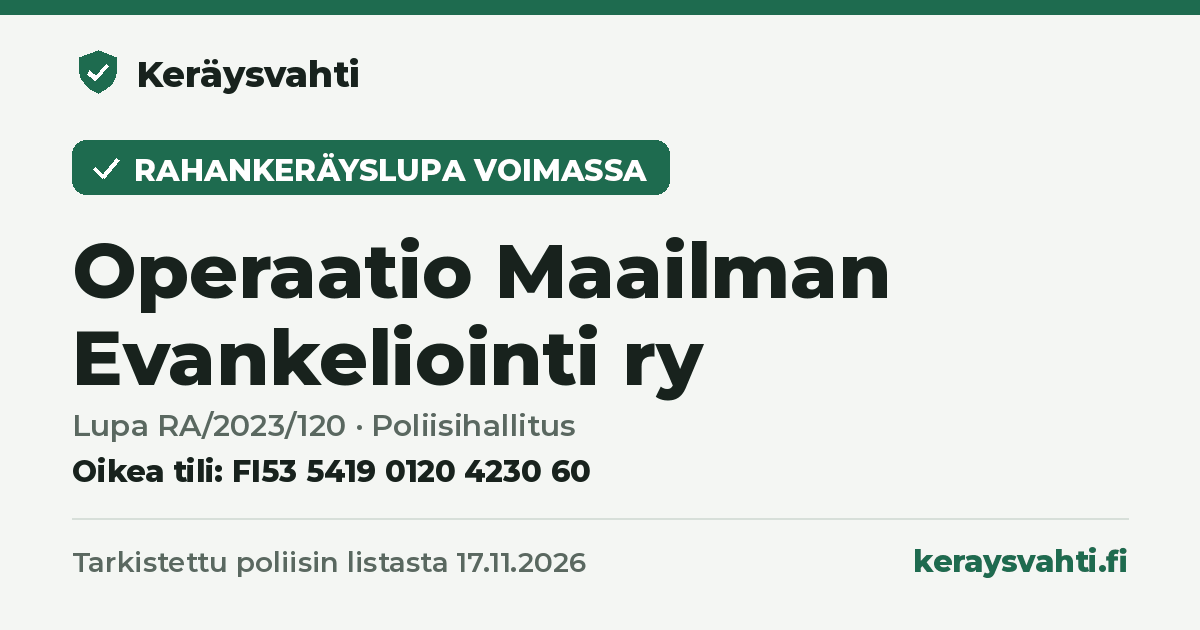 Keräysvahti
RAHANKERÄYSLUPA VOIMASSA
Operaatio Maailman
Evankeliointi ry
Lupa RA/2023/120 · Poliisihallitus
Oikea tili: FI53 5419 0120 4230 60
Tarkistettu poliisin listasta 17.11.2026
keraysvahti.fi